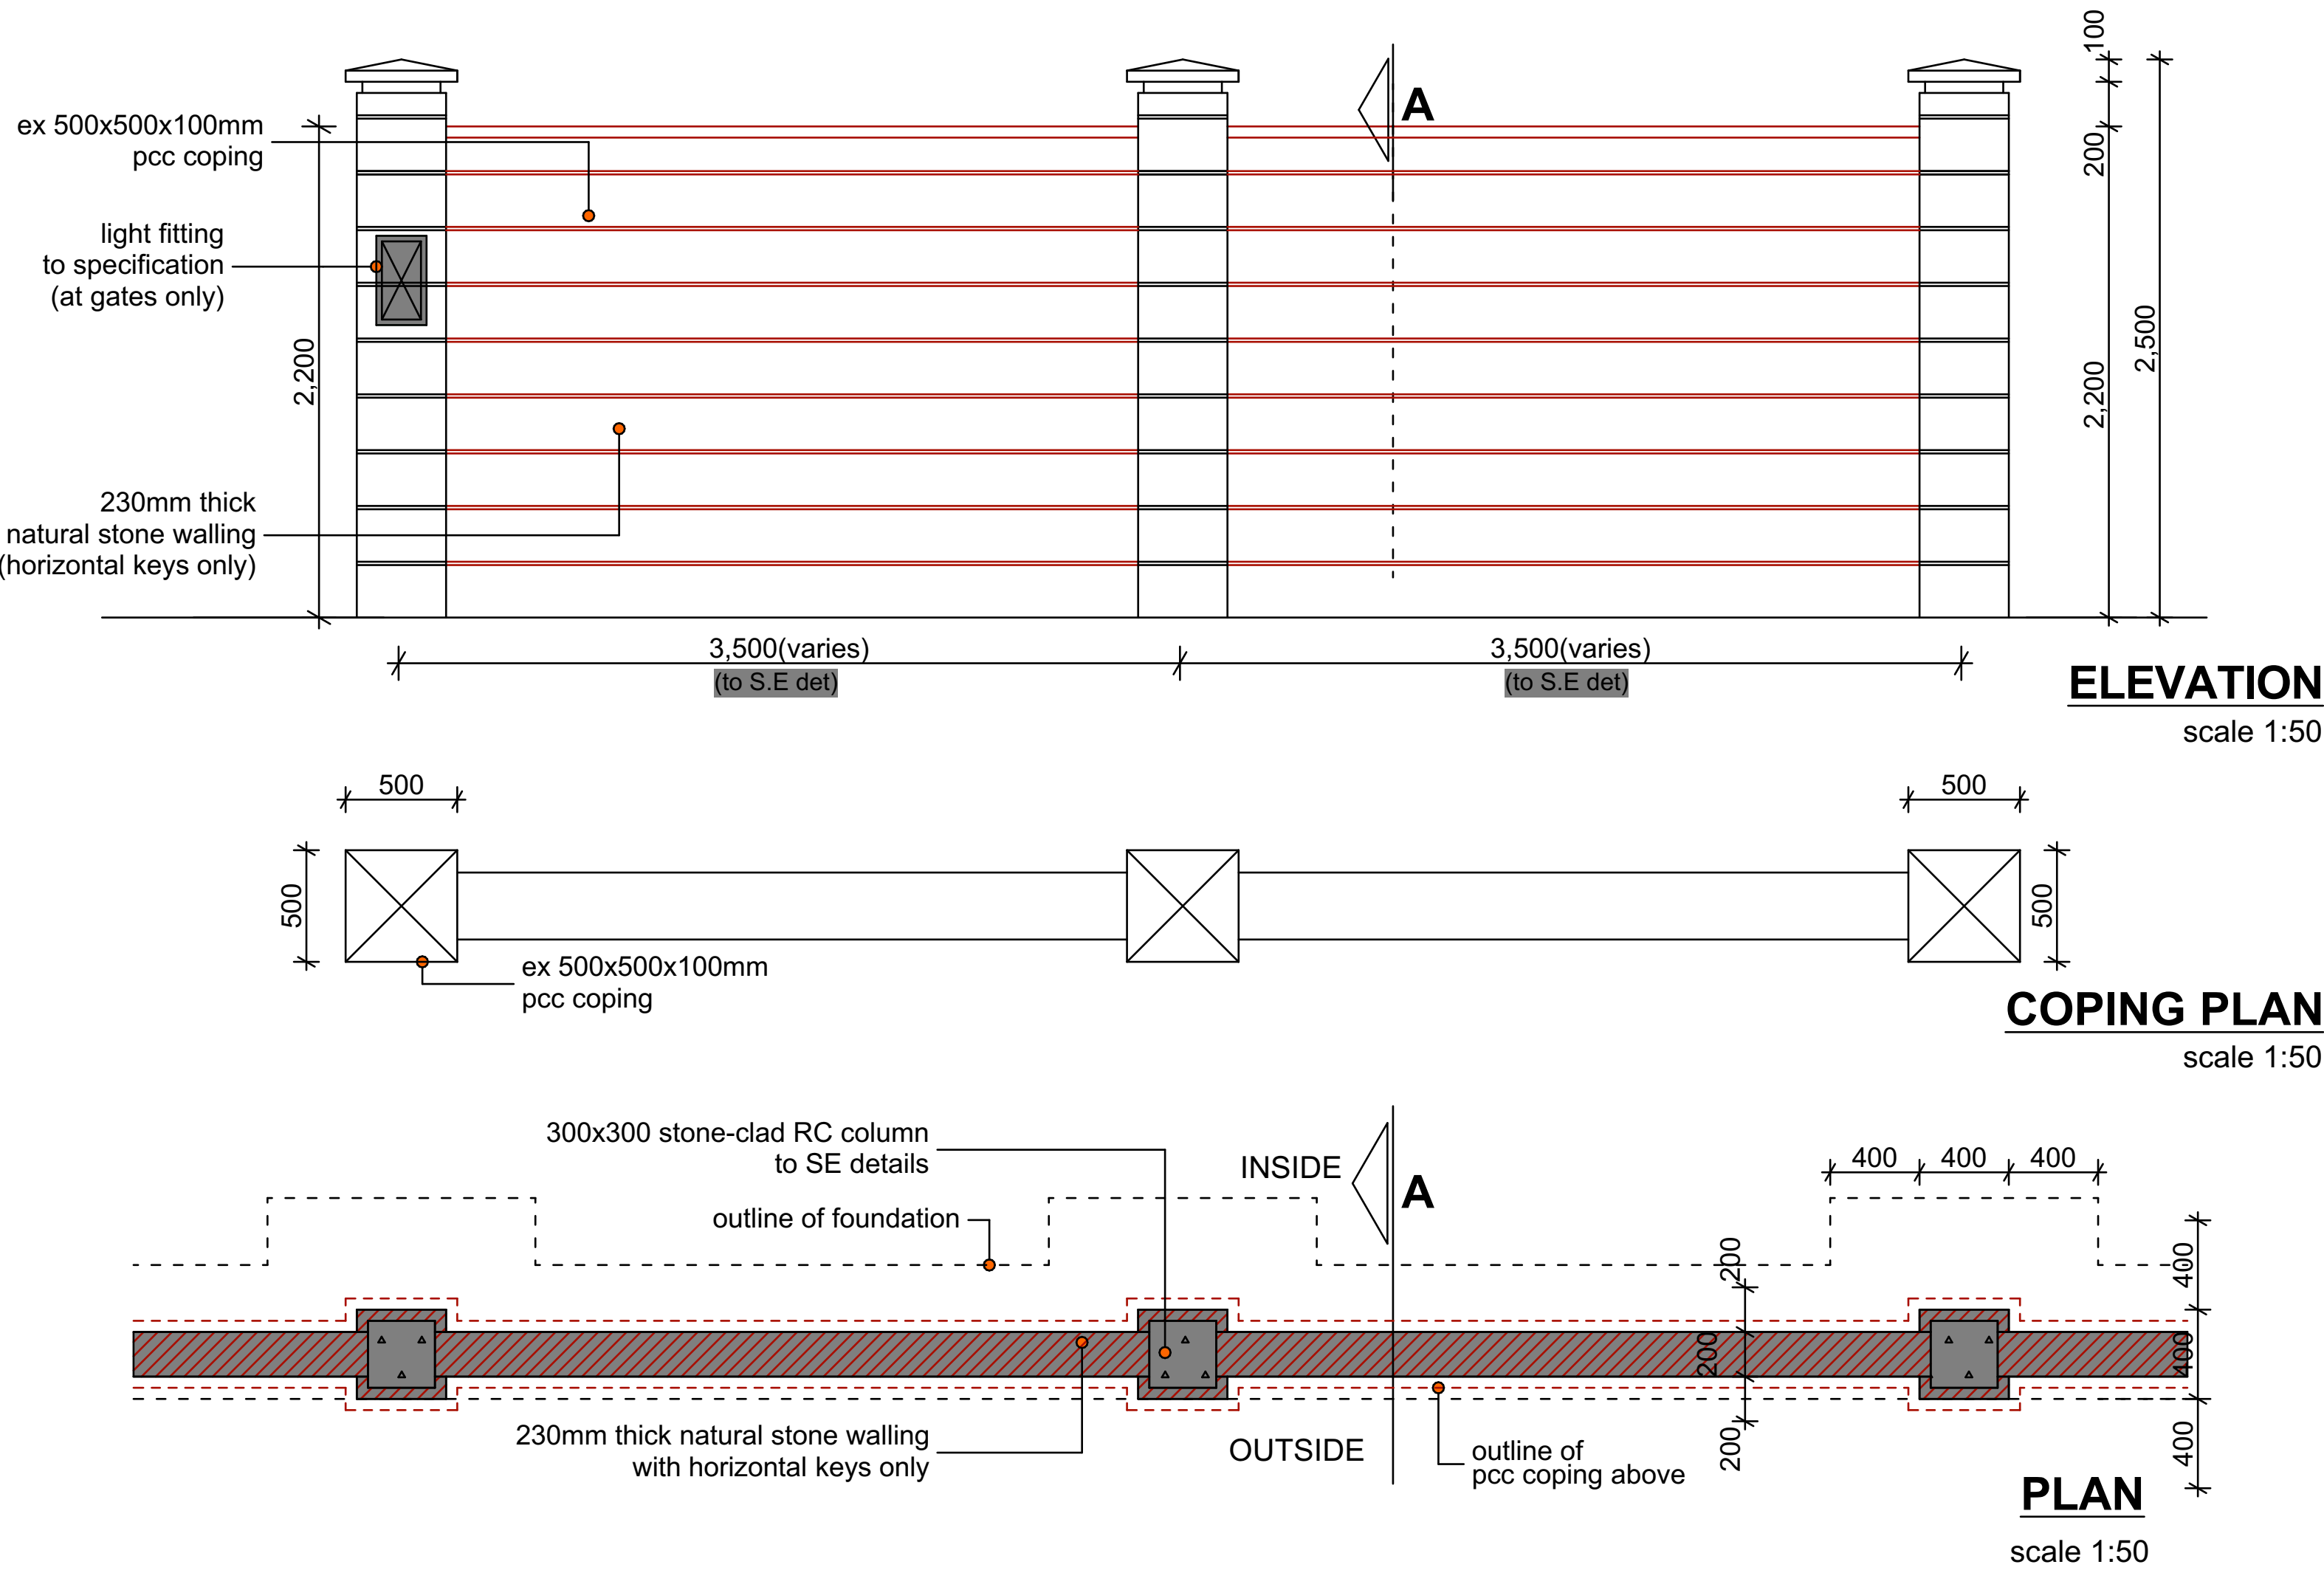 100
A
ex 500x500x100mm
pcc coping
200
light fitting
to specification
(at gates only)
2,200
2,200
2,500
230mm thick
natural stone walling
(horizontal keys only)
3,500(varies)
(to S.E det)
3,500(varies)
(to S.E det)
ELEVATION
scale 1:50
500
500
500
500
ex 500x500x100mm
pcc coping
COPING PLAN
scale 1:50
300x300 stone-clad RC column
to SE details
INSIDE
A
400
400
400
outline of foundation
200
400
200
400
230mm thick natural stone walling
with horizontal keys only
OUTSIDE
outline of
pcc coping above
200
400
PLAN
scale 1:50